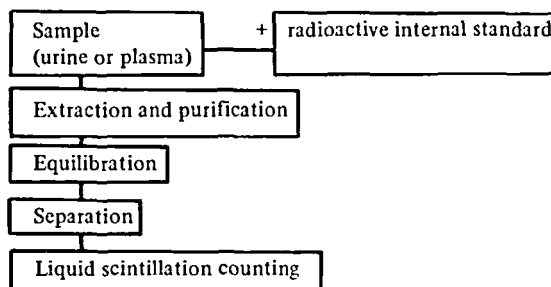 Sample
(urine or plasma)
+
radioactive internal standard
Extraction and purification
Equilibration
Separation
Liquid scintillation counting